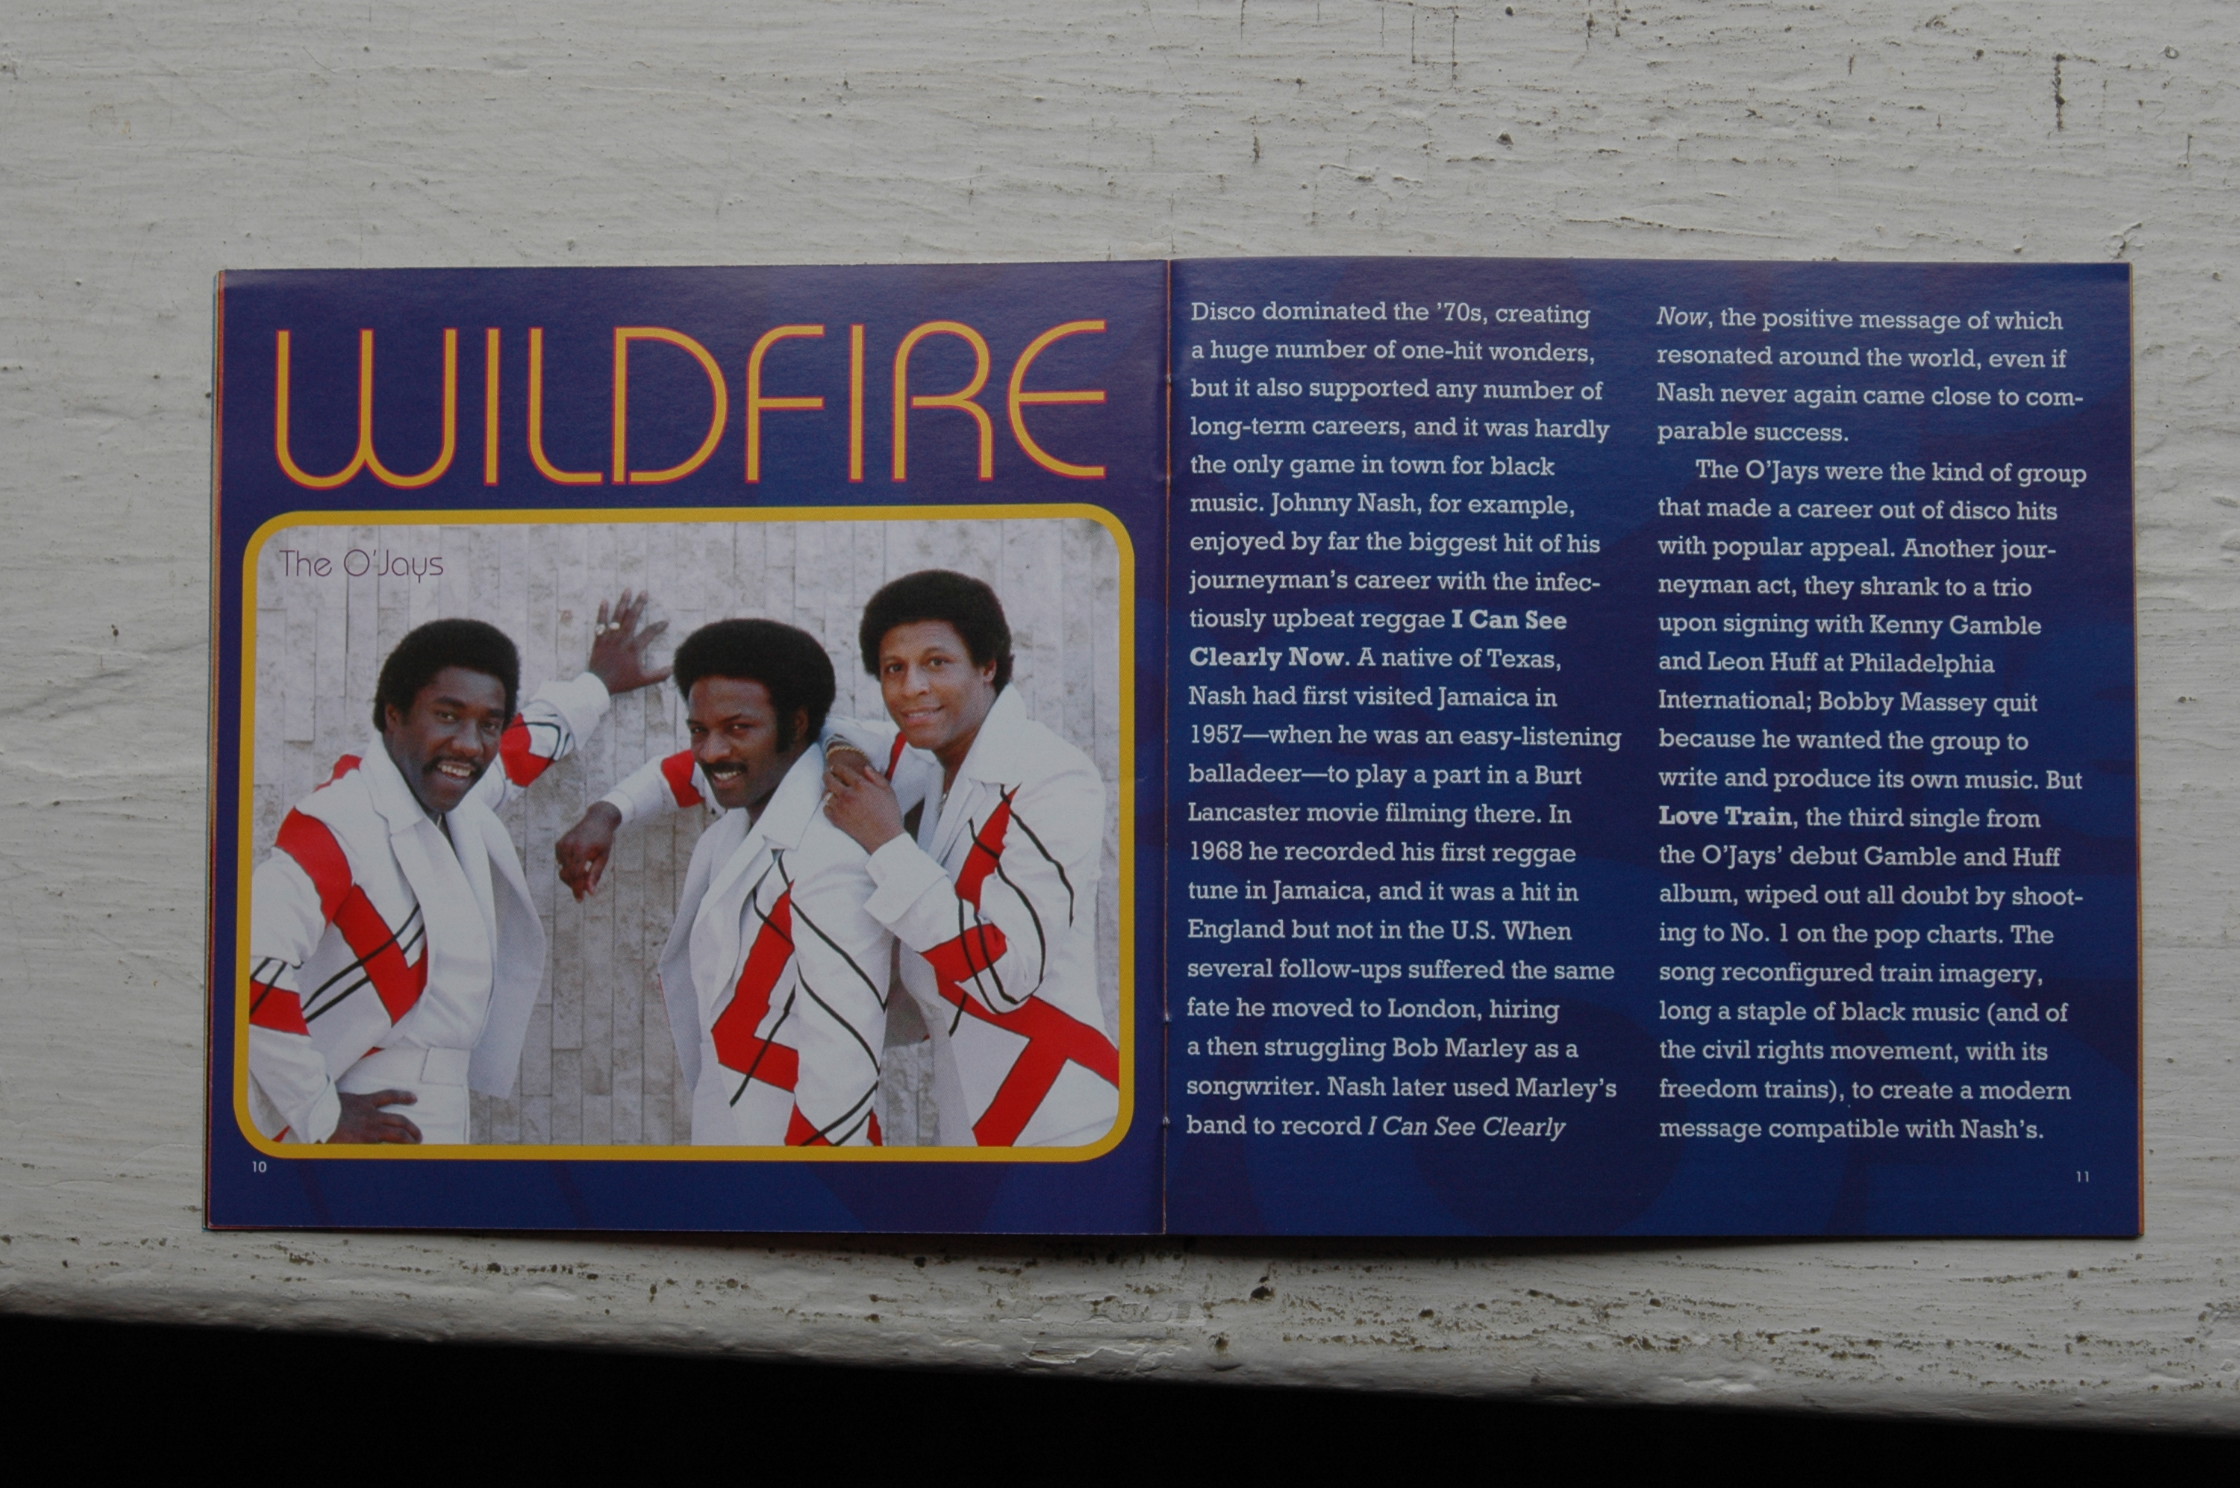 WILDFIRE
The O'Jays
10
Disco dominated the ’70s, creating
a huge number of one-hit wonders,
but it also supported any number of
long-term careers, and it was hardly
the only game in town for black
music. Johnny Nash, for example,
enjoyed by far the biggest hit of his
journeyman’s career with the infec-
tiously upbeat reggae I Can See
Clearly Now. A native of Texas,
Nash had first visited Jamaica in
1957—when he was an easy-listening
balladeer—to play a part in a Burt
Lancaster movie filming there. In
1968 he recorded his first reggae
tune in Jamaica, and it was a hit in
England but not in the U.S. When
several follow-ups suffered the same
fate he moved to London, hiring
a then struggling Bob Marley as a
songwriter. Nash later used Marley’s
band to record I Can See Clearly
Now, the positive message of which
resonated around the world, even if
Nash never again came close to com-
parable success.
The O’Jays were the kind of group
that made a career out of disco hits
with popular appeal. Another jour-
neyman act, they shrank to a trio
upon signing with Kenny Gamble
and Leon Huff at Philadelphia
International; Bobby Massey quit
because he wanted the group to
write and produce its own music. But
Love Train, the third single from
the O’Jays’ debut Gamble and Huff
album, wiped out all doubt by shoot-
ing to No. 1 on the pop charts. The
song reconfigured train imagery,
long a staple of black music (and of
the civil rights movement, with its
freedom trains), to create a modern
message compatible with Nash’s.
11